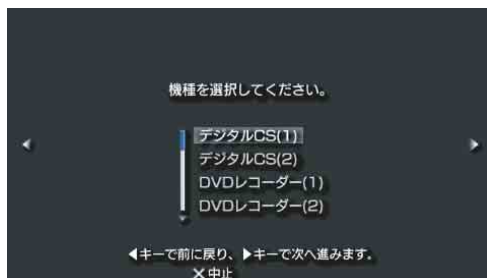 機種を選択してください。
デジタルCS(1)
デジタルCS(2)
DVDレコーダー(1)
DVDレコーダー(2)
◀キーで前に戻り、▶キーで次へ進みます。
✕中止